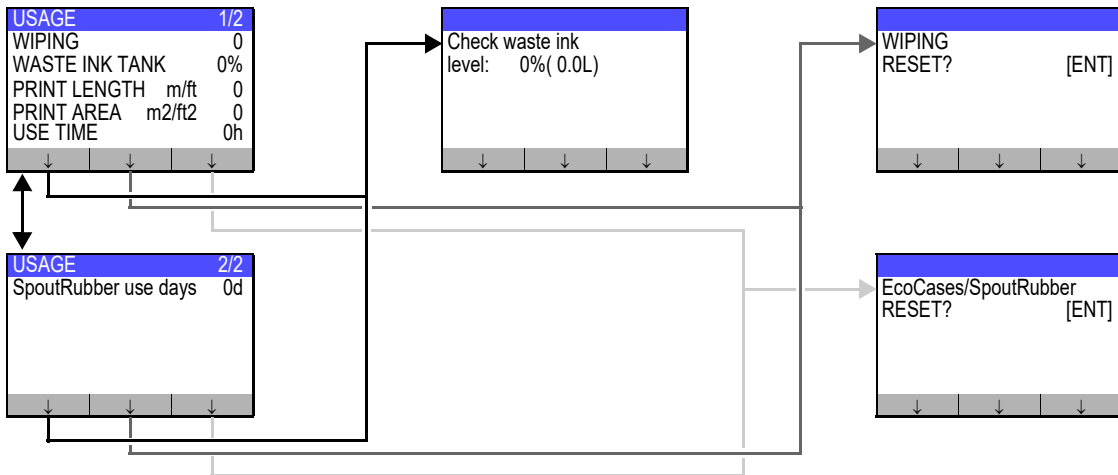 USAGE 1/2
WIPING 0
WASTE INK TANK 0%
PRINT LENGTH m/ft 0
PRINT AREA m2/ft2 0
USE TIME 0h
↓ ↓ ↓
Check waste ink
level: 0%( 0.0L)
↓ ↓ ↓
WIPING
RESET? [ENT]
↓ ↓ ↓
USAGE 2/2
SpoutRubber use days 0d
↓ ↓ ↓
EcoCases/SpoutRubber
RESET? [ENT]
↓ ↓ ↓